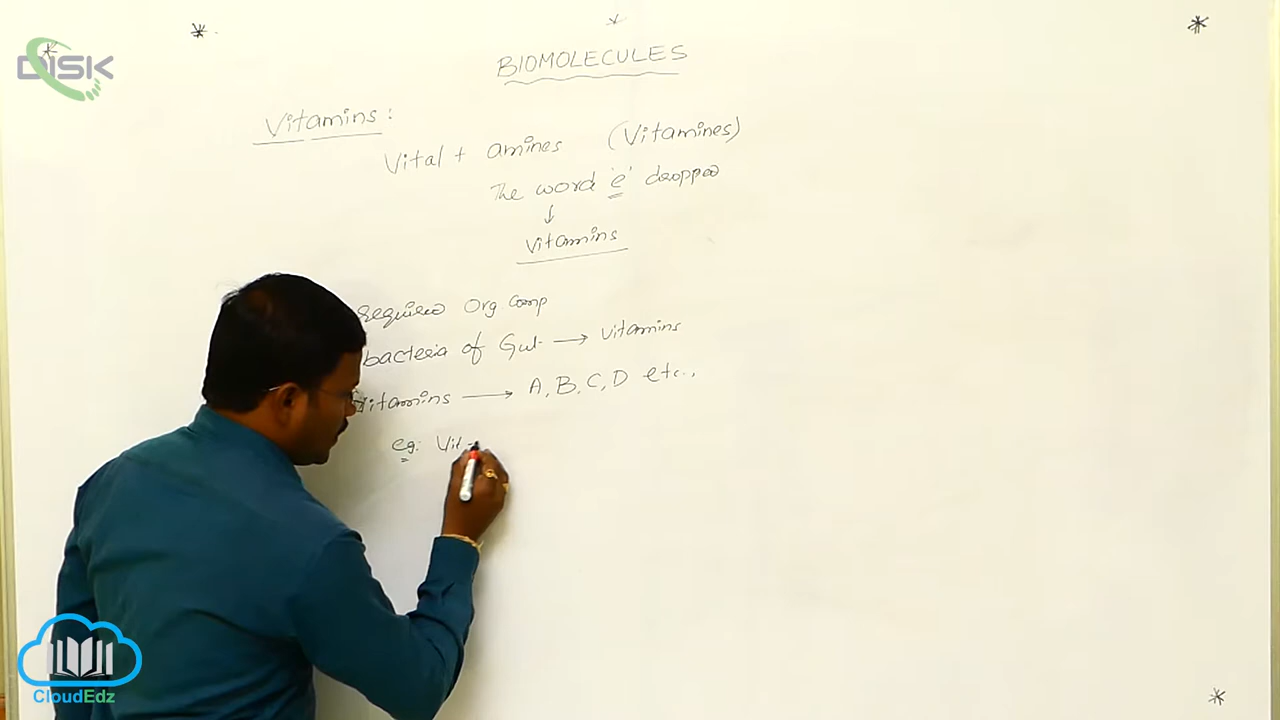 DISK
BIOMOLECULES
Vitamins:
Vital + amines (Vitamines)
The word 'e' dropped
↓
Vitamins
required Org Comp
bacteria of Gut → Vitamins
Vitamins → A, B, C, D etc.,
eg: Vit
CloudEdz